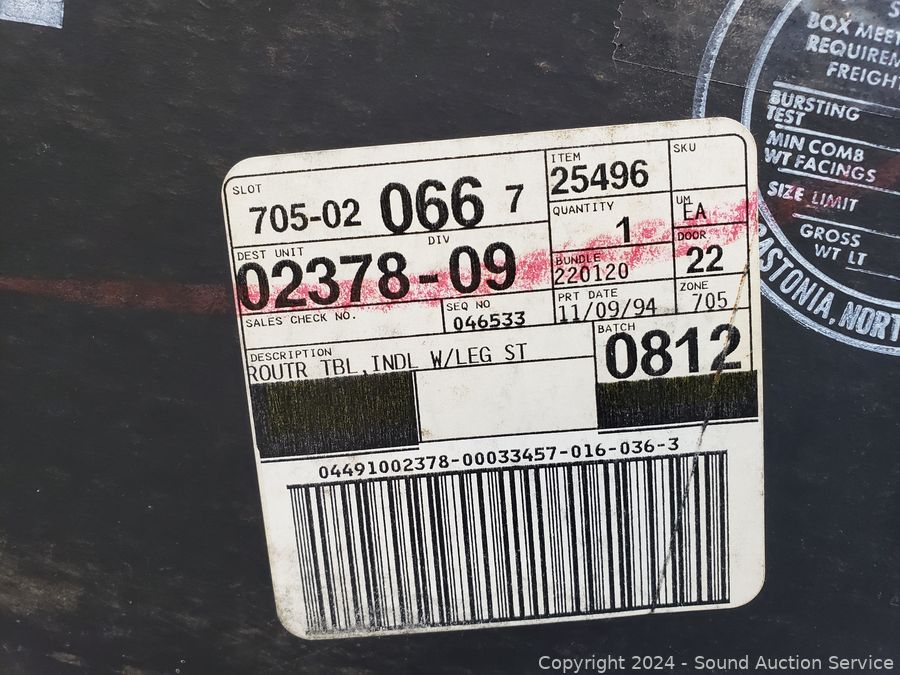 SLOT
705-02 066 7
ITEM
25496
SKU
QUANTITY
1
UM
EA
DEST UNIT
DIV
02378-09
BUNDLE
220120
DOOR
22
SALES CHECK NO.
SEQ NO
046533
PRT DATE
11/09/94
ZONE
705
DESCRIPTION
ROUTR TBL,INDL W/LEG ST
BATCH
0812
04491002378-00033457-016-036-3
BOX MEET
REQUIREM
FREIGHT
BURSTING
TEST
MIN COMB
WT FACINGS
SIZE LIMIT
GROSS
WT LT
ASTONIA, NORT
Copyright © 2024 - Sound Auction Service